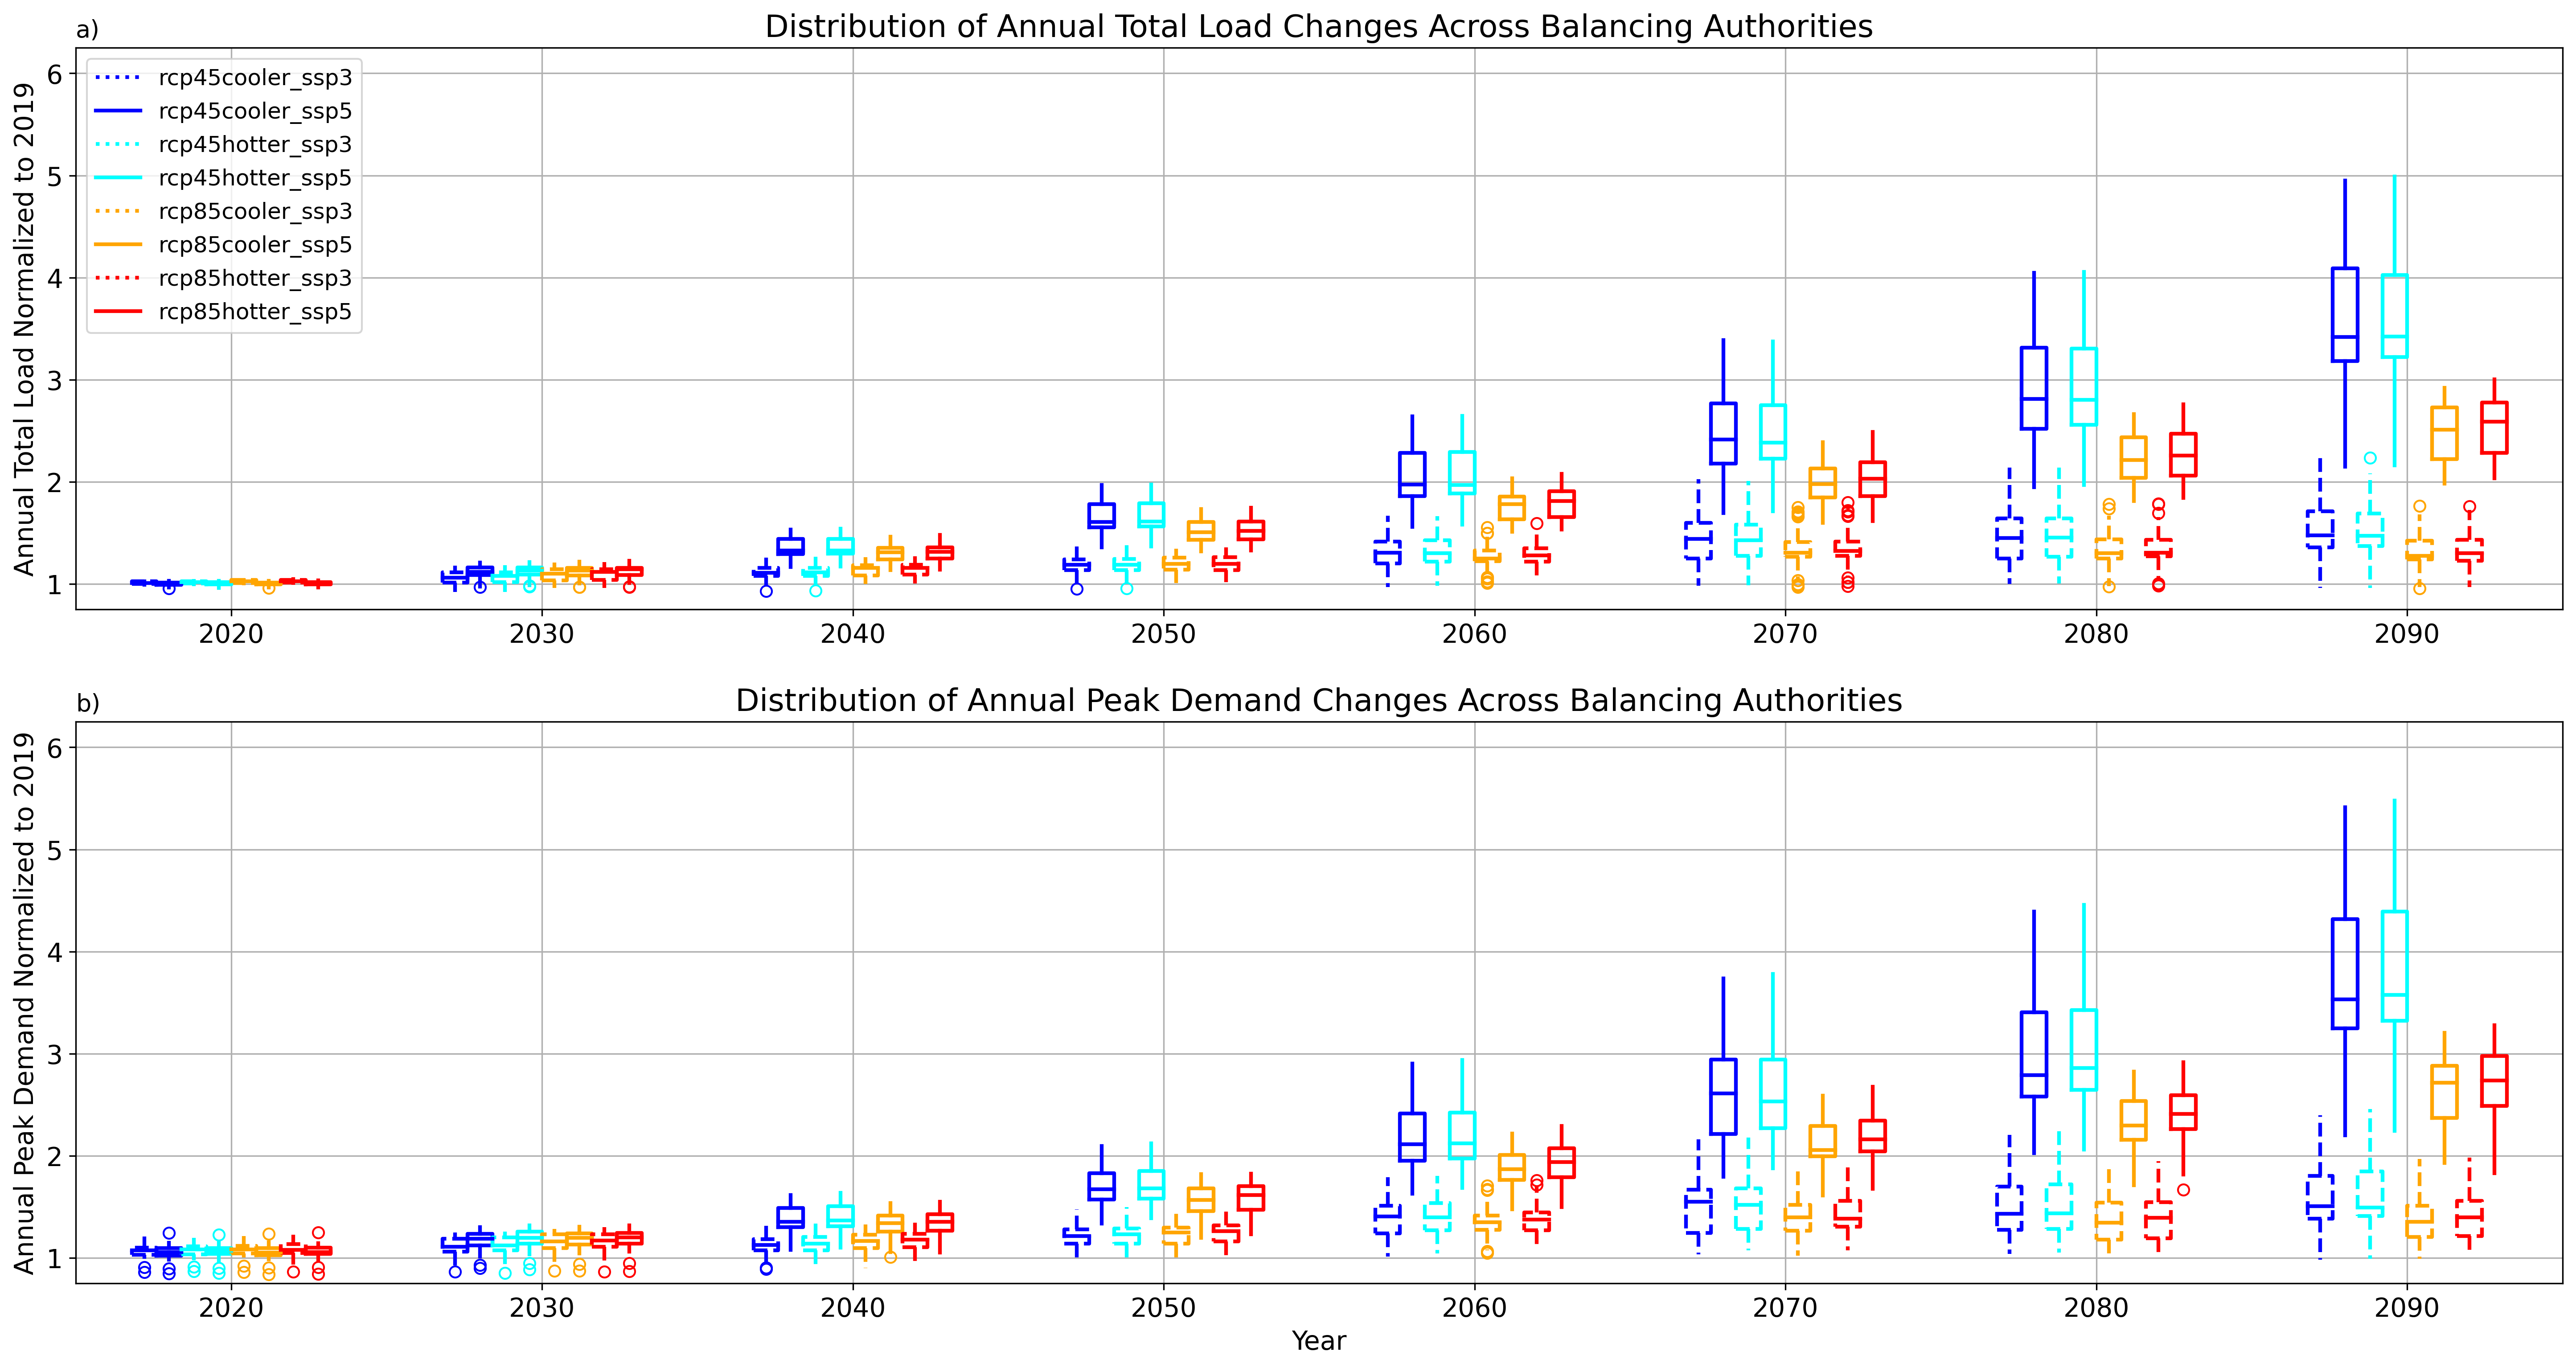 a)
Distribution of Annual Total Load Changes Across Balancing Authorities
Annual Total Load Normalized to 2019
6
5
4
3
2
1
rcp45cooler_ssp3
rcp45cooler_ssp5
rcp45hotter_ssp3
rcp45hotter_ssp5
rcp85cooler_ssp3
rcp85cooler_ssp5
rcp85hotter_ssp3
rcp85hotter_ssp5
2020 2030 2040 2050 2060 2070 2080 2090
b)
Distribution of Annual Peak Demand Changes Across Balancing Authorities
Annual Peak Demand Normalized to 2019
6
5
4
3
2
1
2020 2030 2040 2050 2060 2070 2080 2090
Year